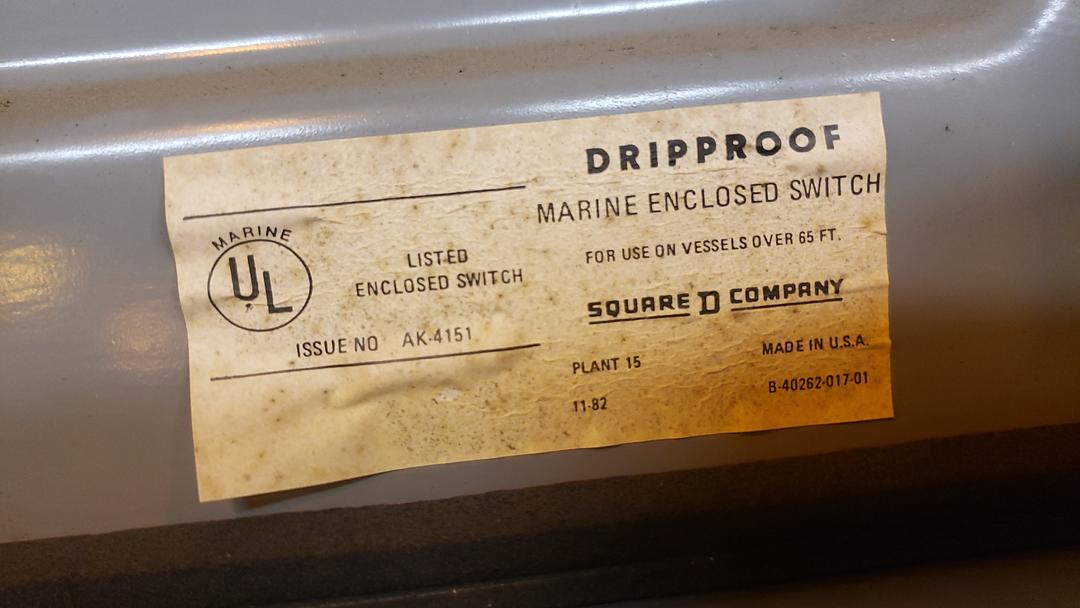 MARINE
UL
LISTED
ENCLOSED SWITCH
ISSUE NO AK-4151
DRIPPROOF
MARINE ENCLOSED SWITCH
FOR USE ON VESSELS OVER 65 FT.
SQUARE D COMPANY
PLANT 15
MADE IN U.S.A.
11-82
B-40262-017-01